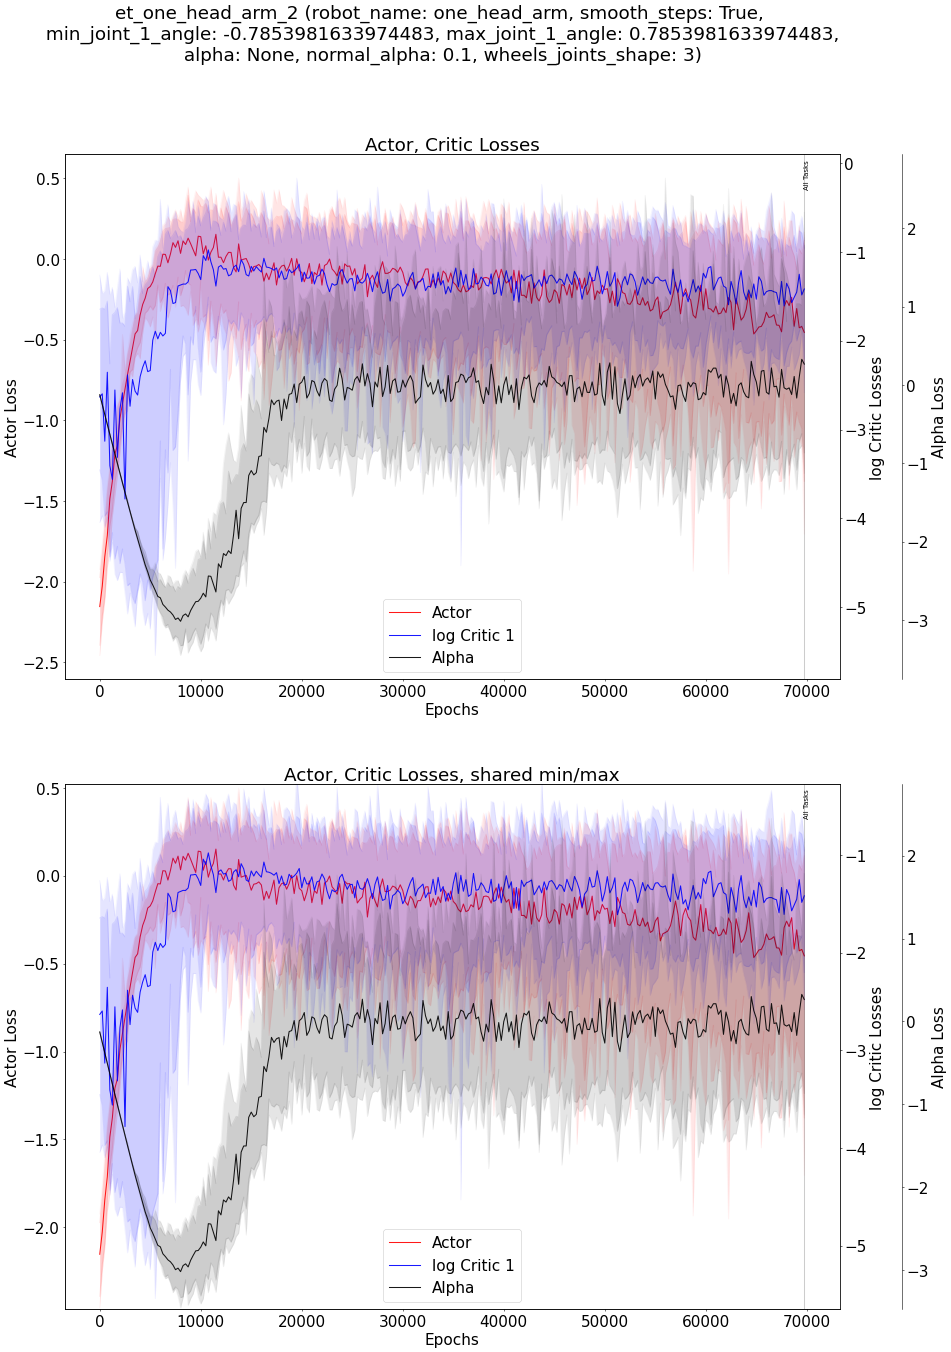 et_one_head_arm_2 (robot_name: one_head_arm, smooth_steps: True,
min_joint_1_angle: -0.7853981633974483, max_joint_1_angle: 0.7853981633974483,
alpha: None, normal_alpha: 0.1, wheels_joints_shape: 3)
Actor, Critic Losses
0.5
0.0
−0.5
−1.0
−1.5
−2.0
−2.5
Actor Loss
0
−1
−2
−3
−4
−5
log Critic Losses
2
1
0
−1
−2
−3
Alpha Loss
All Tasks
Actor
log Critic 1
Alpha
0 10000 20000 30000 40000 50000 60000 70000
Epochs
Actor, Critic Losses, shared min/max
0.5
0.0
−0.5
−1.0
−1.5
−2.0
Actor Loss
−1
−2
−3
−4
−5
log Critic Losses
2
1
0
−1
−2
−3
Alpha Loss
All Tasks
Actor
log Critic 1
Alpha
0 10000 20000 30000 40000 50000 60000 70000
Epochs